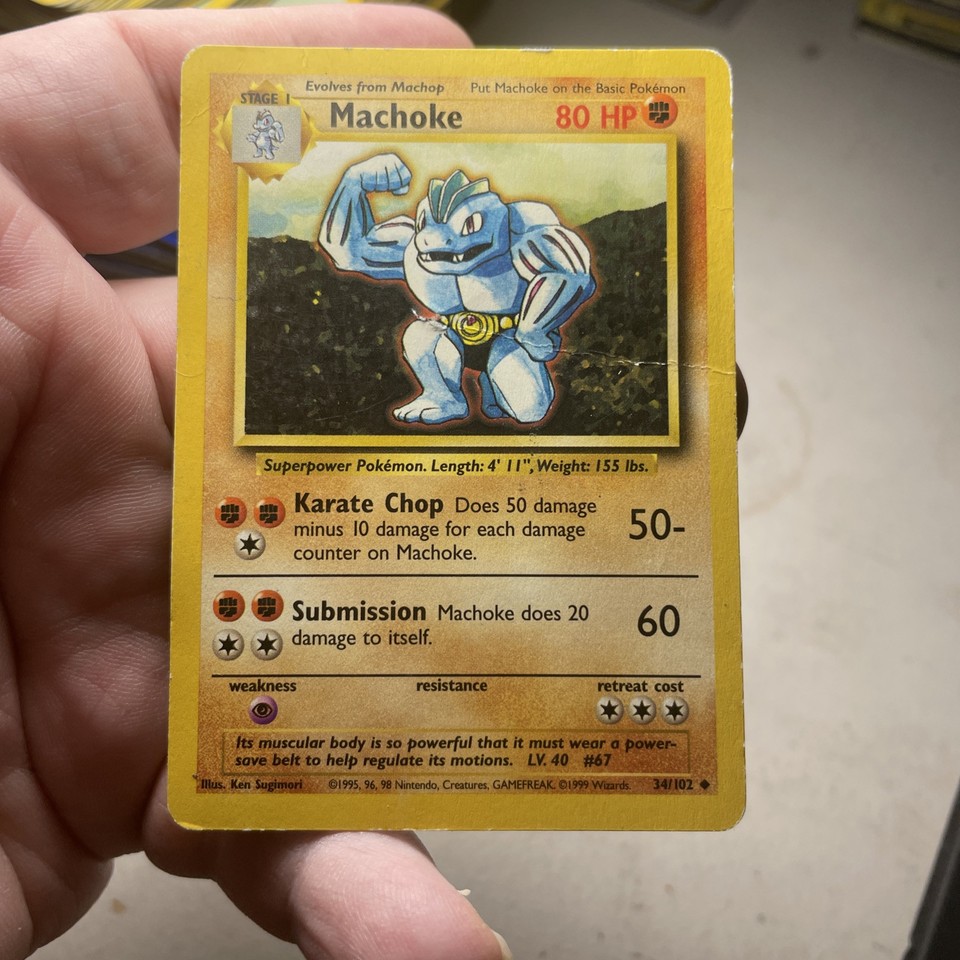 Evolves from Machop Put Machoke on the Basic Pokémon
STAGE 1
Machoke 80 HP
Superpower Pokémon. Length: 4' 11", Weight: 155 lbs.
Karate Chop Does 50 damage
minus 10 damage for each damage 50-
counter on Machoke.
Submission Machoke does 20
damage to itself. 60
weakness resistance retreat cost
Its muscular body is so powerful that it must wear a power-
save belt to help regulate its motions. LV. 40 #67
Illus. Ken Sugimori ©1995, 96, 98 Nintendo, Creatures, GAMEFREAK. ©1999 Wizards. 34/102